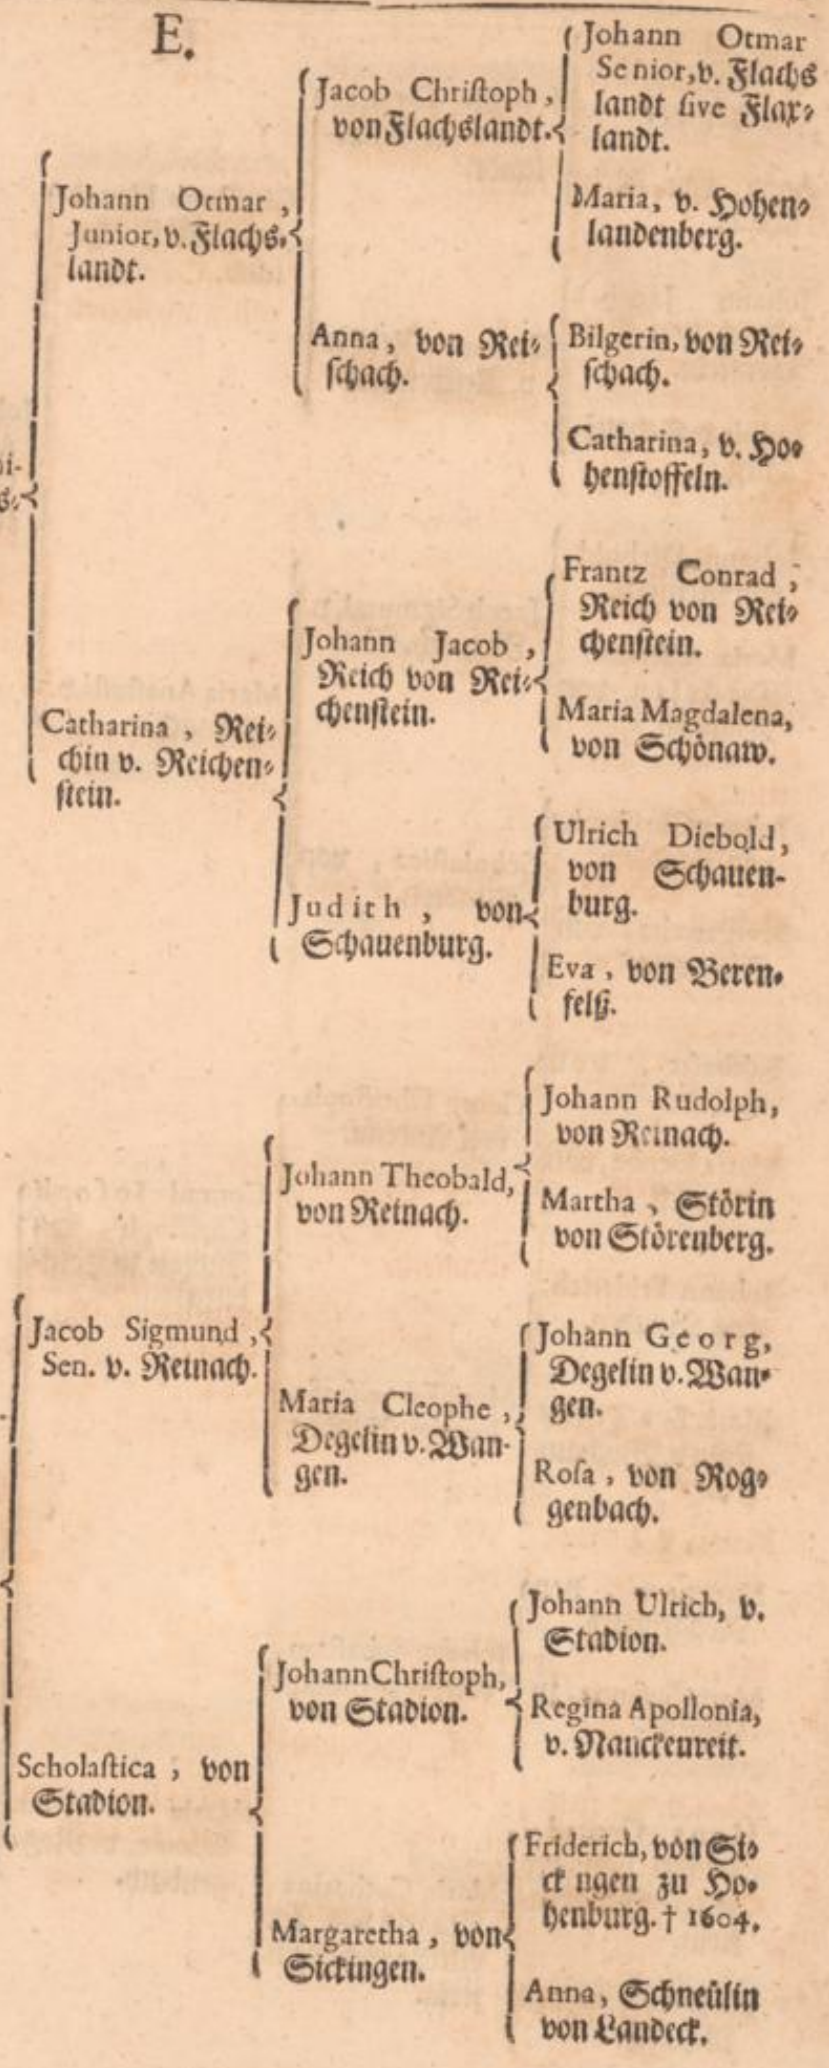 E.
Johann Otmar,
Junior, v. Flachs-
landt.
Jacob Christoph,
von Flachslandt.
Johann Otmar
Senior, v. Flachs
landt sive Flax-
landt.
Maria, v. Hohen-
landenberg.
Anna, von Rei-
schach.
Bilgerin, von Rei-
schach.
Catharina, v. Ho-
henstoffeln.
Catharina, Rei-
chin v. Reichen-
stein.
Johann Jacob,
Reich von Rei-
chenstein.
Frantz Conrad,
Reich von Rei-
chenstein.
Maria Magdalena,
von Schönaw.
Judith, von
Schauenburg.
Ulrich Diebold,
von Schauen-
burg.
Eva, von Beren-
felß.
Jacob Sigmund,
Sen. v. Reinach.
Johann Theobald,
von Reinach.
Johann Rudolph,
von Reinach.
Martha, Störin
von Störenberg.
Maria Cleophe,
Degelin v. Wan-
gen.
Johann Georg,
Degelin v. Wan-
gen.
Rosa, von Rog-
genbach.
Scholastica, von
Stadion.
Johann Christoph,
von Stadion.
Johann Ulrich, v.
Stadion.
Regina Apollonia,
v. Nanckenreit.
Margaretha, von
Sickingen.
Friderich, von Si-
ckingen zu Ho-
henburg. † 1604.
Anna, Schneülin
von Landeck.